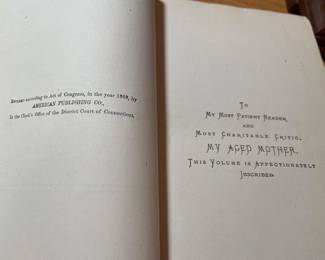 Entered according to Act of Congress, in the year 1869, by
AMERICAN PUBLISHING CO.,
In the Clerk's Office of the District Court of Connecticut.
To
My Most Patient Reader
and
Most Charitable Critic,
MY AGED MOTHER,
This Volume is Affectionately
Inscribed.